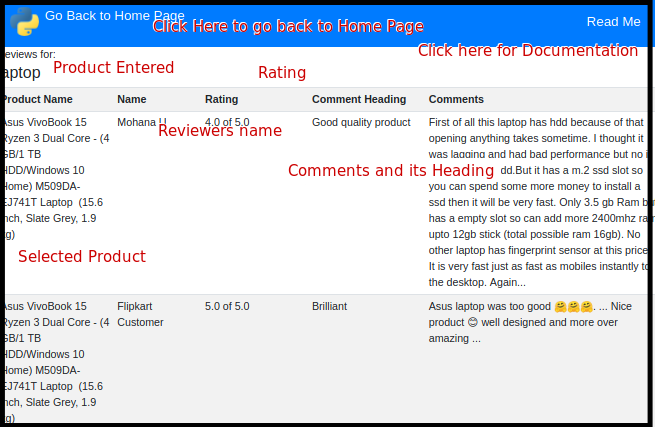 Go Back to Home Page
Click Here to go back to Home Page
Read Me
Click here for Documentation
eviews for:
aptop
Product Entered
Rating
Product Name Name Rating Comment Heading Comments
Asus VivoBook 15
Ryzen 3 Dual Core - (4
GB/1 TB
HDD/Windows 10
Home) M509DA-
EJ741T Laptop (15.6
nch, Slate Grey, 1.9
kg)
Mohana
4.0 of 5.0
Good quality product
First of all this laptop has hdd because of that
opening anything takes sometime. I thought it
was lagging and had bad performance but no i
dd.But it has a m.2 ssd slot so
you can spend some more money to install a
ssd then it will be very fast. Only 3.5 gb Ram bu
has a empty slot so can add more 2400mhz ra
upto 12gb stick (total possible ram 16gb). No
other laptop has fingerprint sensor at this price
It is very fast just as fast as mobiles instantly to
the desktop. Again...
Reviewers name
Comments and its Heading
Selected Product
Asus VivoBook 15
Ryzen 3 Dual Core - (4
GB/1 TB
HDD/Windows 10
Home) M509DA-
EJ741T Laptop (15.6
nch, Slate Grey, 1.9
kg)
Flipkart
Customer
5.0 of 5.0
Brilliant
Asus laptop was too good 🤗🤗🤗. ... Nice
product 😊 well designed and more over
amazing ...